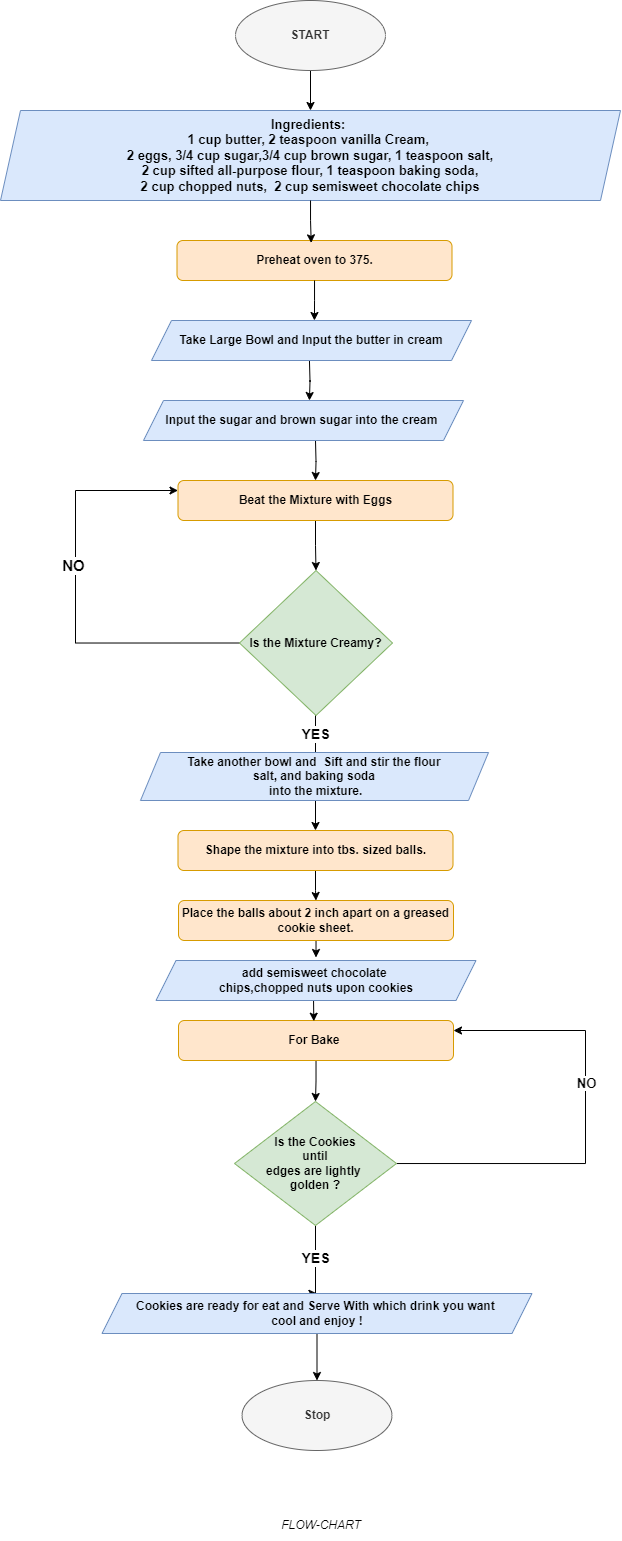 START
Ingredients:
1 cup butter, 2 teaspoon vanilla Cream,
2 eggs, 3/4 cup sugar,3/4 cup brown sugar, 1 teaspoon salt,
2 cup sifted all-purpose flour, 1 teaspoon baking soda,
2 cup chopped nuts, 2 cup semisweet chocolate chips
Preheat oven to 375.
Take Large Bowl and Input the butter in cream
Input the sugar and brown sugar into the cream
Beat the Mixture with Eggs
NO
Is the Mixture Creamy?
YES
Take another bowl and Sift and stir the flour
salt, and baking soda
into the mixture.
Shape the mixture into tbs. sized balls.
Place the balls about 2 inch apart on a greased
cookie sheet.
add semisweet chocolate
chips,chopped nuts upon cookies
For Bake
NO
Is the Cookies
until
edges are lightly
golden ?
YES
Cookies are ready for eat and Serve With which drink you want
cool and enjoy !
Stop
FLOW-CHART